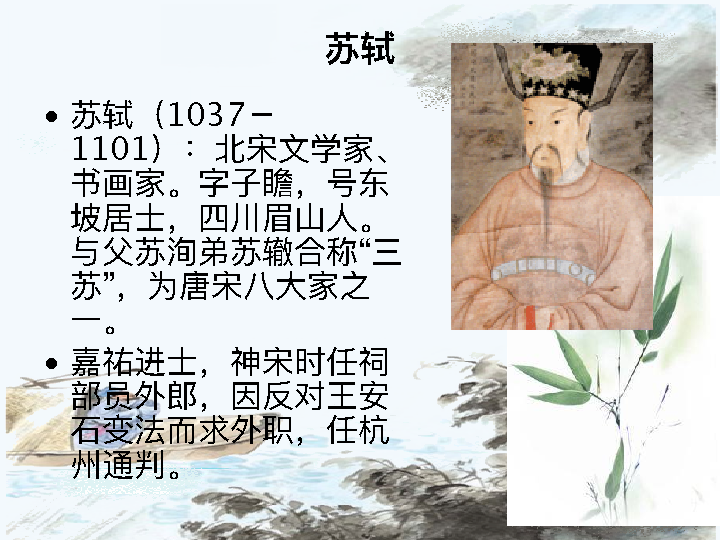 苏轼
• 苏轼（1037－
1101）：北宋文学家、
书画家。字子瞻，号东
坡居士，四川眉山人。
与父苏洵弟苏辙合称“三
苏”，为唐宋八大家之
一。
• 嘉祐进士，神宋时任祠
部员外郎，因反对王安
石变法而求外职，任杭
州通判。